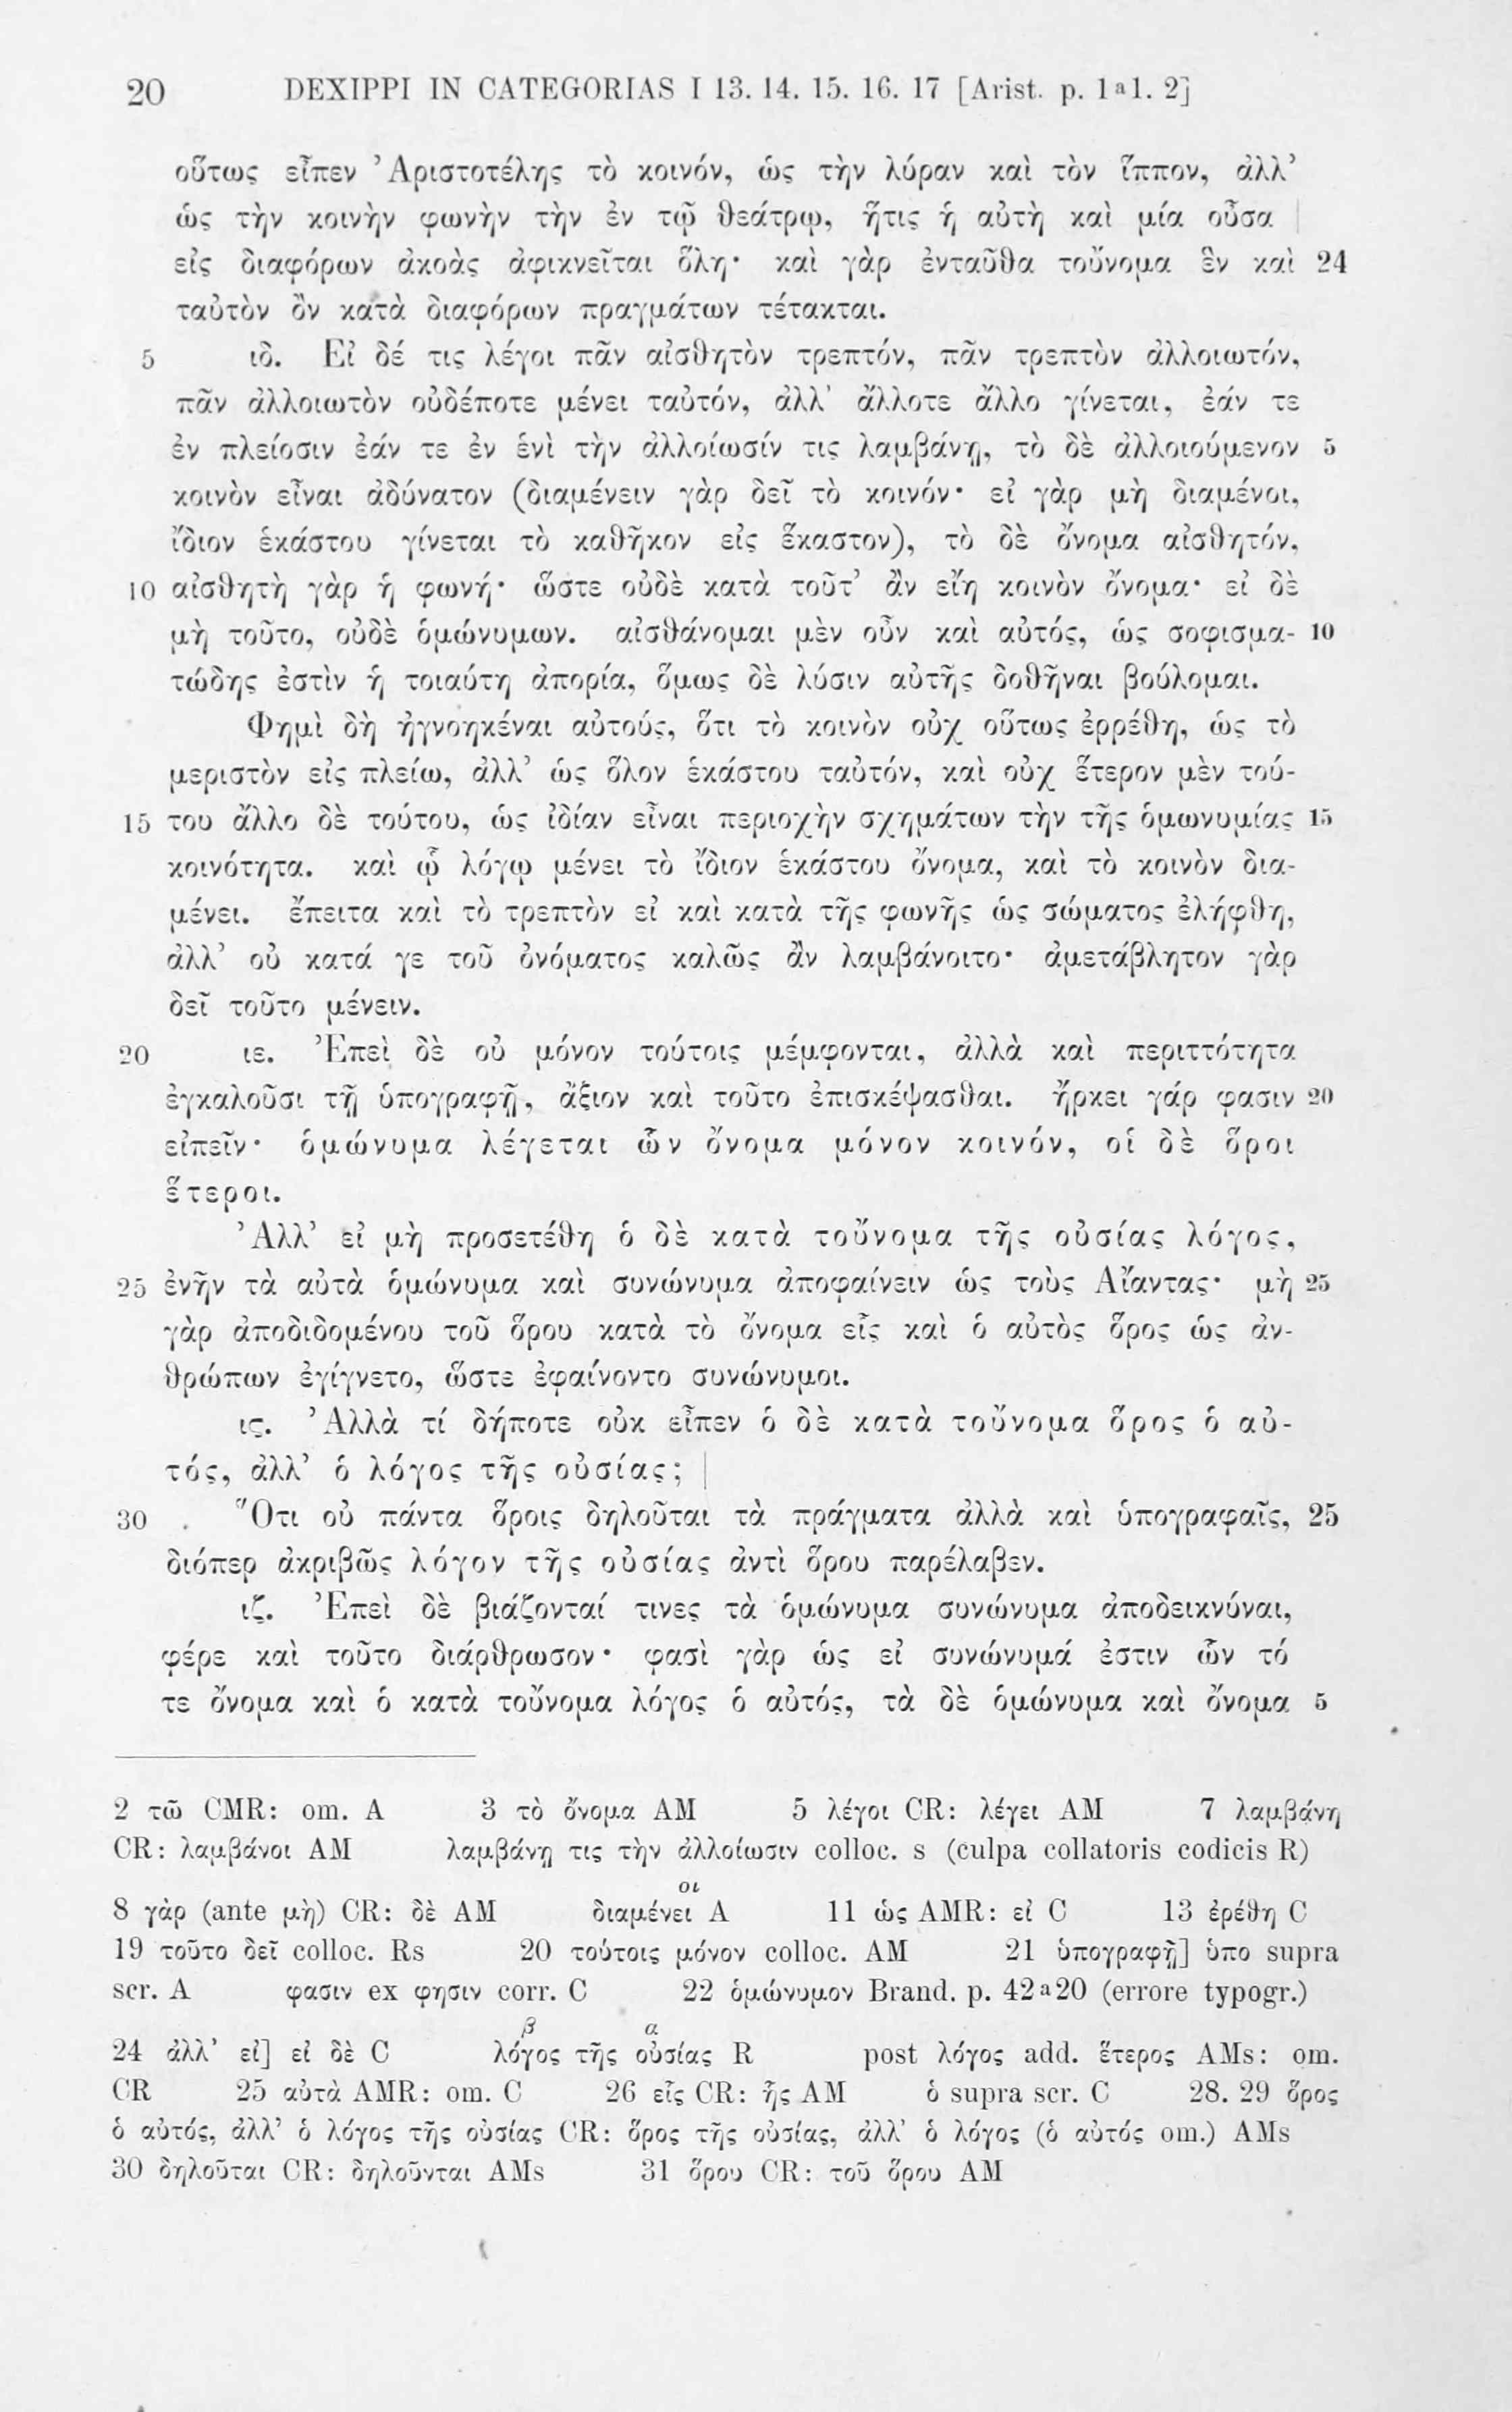 20 DEXIPPI IN CATEGORIAS I 13. 14. 15. 16. 17 [Arist. p. 1ª1. 2]
οὕτως εἶπεν Ἀριστοτέλης τὸ κοινόν, ὡς τὴν λύραν καὶ τὸν ἵππον, ἀλλ’
ὡς τὴν κοινὴν φωνὴν τὴν ἐν τῷ θεάτρῳ, ἥτις ἡ αὐτὴ καὶ μία οὖσα |
εἰς διαφόρων ἀκοὰς ἀφικνεῖται ὅλη· καὶ γὰρ ἐνταῦθα τοὔνομα ἓν καὶ 24
ταὐτὸν ὂν κατὰ διαφόρων πραγμάτων τέτακται.
5 ιδ. Εἰ δέ τις λέγοι πᾶν αἰσθητὸν τρεπτόν, πᾶν τρεπτὸν ἀλλοιωτόν,
πᾶν ἀλλοιωτὸν οὐδέποτε μένει ταὐτόν, ἀλλ’ ἄλλοτε ἄλλο γίνεται, ἐάν τε
ἐν πλείοσιν ἐάν τε ἐν ἑνὶ τὴν ἀλλοίωσίν τις λαμβάνῃ, τὸ δὲ ἀλλοιούμενον 5
κοινὸν εἶναι ἀδύνατον (διαμένειν γὰρ δεῖ τὸ κοινόν· εἰ γὰρ μὴ διαμένοι,
ἴδιον ἑκάστου γίνεται τὸ καθῆκον εἰς ἕκαστον), τὸ δὲ ὄνομα αἰσθητόν,
10 αἰσθητὴ γὰρ ἡ φωνή· ὥστε οὐδὲ κατὰ τοῦτ’ ἂν εἴη κοινὸν ὄνομα· εἰ δὲ
μὴ τοῦτο, οὐδὲ ὁμώνυμων. αἰσθάνομαι μὲν οὖν καὶ αὐτός, ὡς σοφισμα- 10
τώδης ἐστὶν ἡ τοιαύτη ἀπορία, ὅμως δὲ λύσιν αὐτῆς δοθῆναι βούλομαι.
Φημὶ δὴ ἠγνοηκέναι αὐτούς, ὅτι τὸ κοινὸν οὐχ οὕτως ἐρρέθη, ὡς τὸ
μεριστὸν εἰς πλείω, ἀλλ’ ὡς ὅλον ἑκάστου ταὐτόν, καὶ οὐχ ἕτερον μὲν τού-
15 του ἄλλο δὲ τούτου, ὡς ἰδίαν εἶναι περιοχὴν σχημάτων τὴν τῆς ὁμωνυμίας 15
κοινότητα. καὶ ᾧ λόγῳ μένει τὸ ἴδιον ἑκάστου ὄνομα, καὶ τὸ κοινὸν δια-
μένει. ἔπειτα καὶ τὸ τρεπτὸν εἰ καὶ κατὰ τῆς φωνῆς ὡς σώματος ἐλήφθη,
ἀλλ’ οὐ κατά γε τοῦ ὀνόματος καλῶς ἂν λαμβάνοιτο· ἀμετάβλητον γὰρ
δεῖ τοῦτο μένειν.
20 ιε. Ἐπεὶ δὲ οὐ μόνον τούτοις μέμφονται, ἀλλὰ καὶ περιττότητα
ἐγκαλοῦσι τῇ ὑπογραφῇ, ἄξιον καὶ τοῦτο ἐπισκέψασθαι. ἤρκει γάρ φασιν 20
εἰπεῖν· ὁμώνυμα λέγεται ὧν ὄνομα μόνον κοινόν, οἱ δὲ ὅροι
ἕτεροι.
Ἀλλ’ εἰ μὴ προσετέθη ὁ δὲ κατὰ τοὔνομα τῆς οὐσίας λόγος,
25 ἐνῆν τὰ αὐτὰ ὁμώνυμα καὶ συνώνυμα ἀποφαίνειν ὡς τοὺς Αἴαντας· μὴ 25
γὰρ ἀποδιδομένου τοῦ ὅρου κατὰ τὸ ὄνομα εἷς καὶ ὁ αὐτὸς ὅρος ὡς ἀν-
θρώπων ἐγίγνετο, ὥστε ἐφαίνοντο συνώνυμοι.
ιϛ. Ἀλλὰ τί δήποτε οὐκ εἶπεν ὁ δὲ κατὰ τοὔνομα ὅρος ὁ αὐ-
τός, ἀλλ’ ὁ λόγος τῆς οὐσίας; |
30 Ὅτι οὐ πάντα ὅροις δηλοῦται τὰ πράγματα ἀλλὰ καὶ ὑπογραφαῖς, 25
διόπερ ἀκριβῶς λόγον τῆς οὐσίας ἀντὶ ὅρου παρέλαβεν.
ιζ. Ἐπεὶ δὲ βιάζονταί τινες τὰ ὁμώνυμα συνώνυμα ἀποδεικνύναι,
φέρε καὶ τοῦτο διάρθρωσον· φασὶ γὰρ ὡς εἰ συνώνυμά ἐστιν ὧν τό
τε ὄνομα καὶ ὁ κατὰ τοὔνομα λόγος ὁ αὐτός, τὰ δὲ ὁμώνυμα καὶ ὄνομα 5
2 τῶ CMR: om. A 3 τὸ ὄνομα AM 5 λέγοι CR: λέγει AM 7 λαμβάνη
CR: λαμβάνοι AM λαμβάνῃ τις τὴν ἀλλοίωσιν colloc. s (culpa collatoris codicis R)
οι
8 γὰρ (ante μὴ) CR: δὲ AM διαμένει A 11 ὡς AMR: εἰ C 13 ἐρέθη C
19 τοῦτο δεῖ colloc. Rs 20 τούτοις μόνον colloc. AM 21 ὑπογραφῇ] ὑπο supra
scr. A φασιν ex φησιν corr. C 22 ὁμώνυμον Brand. p. 42ª20 (errore typogr.)
β α
24 ἀλλ’ εἰ] εἰ δὲ C λόγος τῆς οὐσίας R post λόγος add. ἕτερος AMs: om.
CR 25 αὐτὰ AMR: om. C 26 εἷς CR: ἧς AM ὁ supra scr. C 28. 29 ὅρος
ὁ αὐτός, ἀλλ’ ὁ λόγος τῆς οὐσίας CR: ὅρος τῆς οὐσίας, ἀλλ’ ὁ λόγος (ὁ αὐτός om.) AMs
30 δηλοῦται CR: δηλοῦνται AMs 31 ὅρου CR: τοῦ ὅρου AM